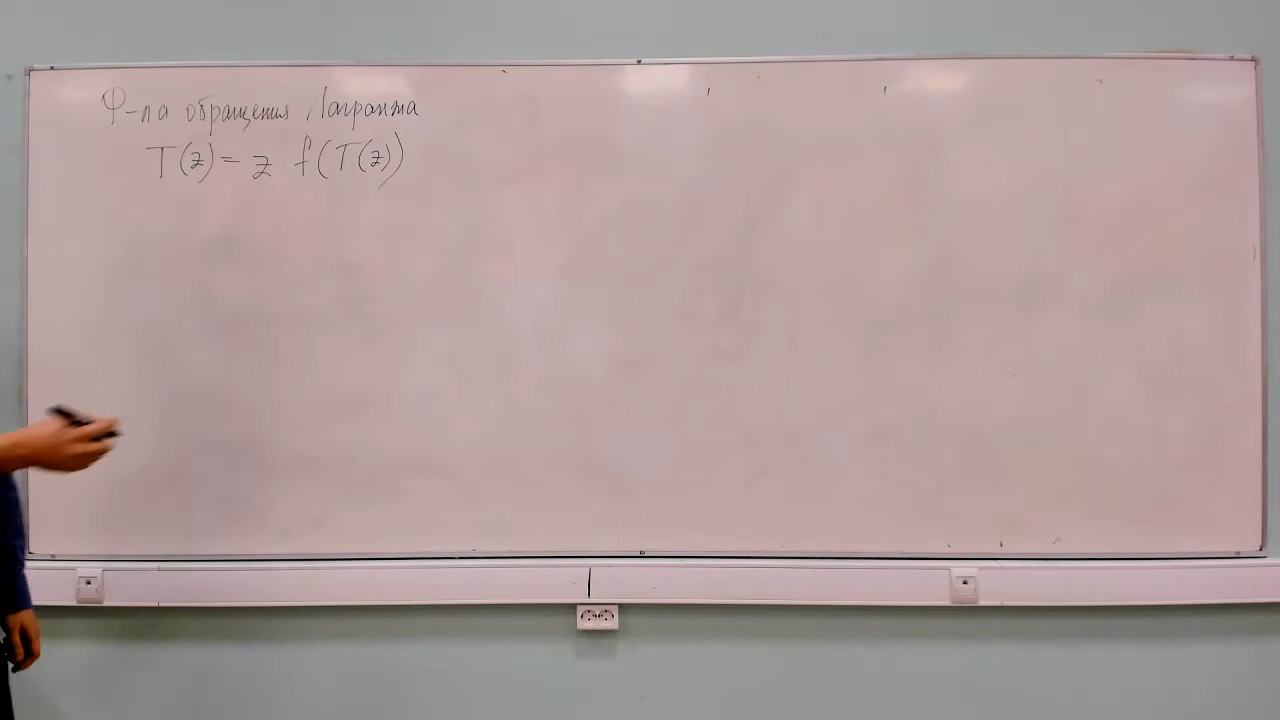 Ф-ла обращения Лагранжа
T(z) = z · f(T(z))